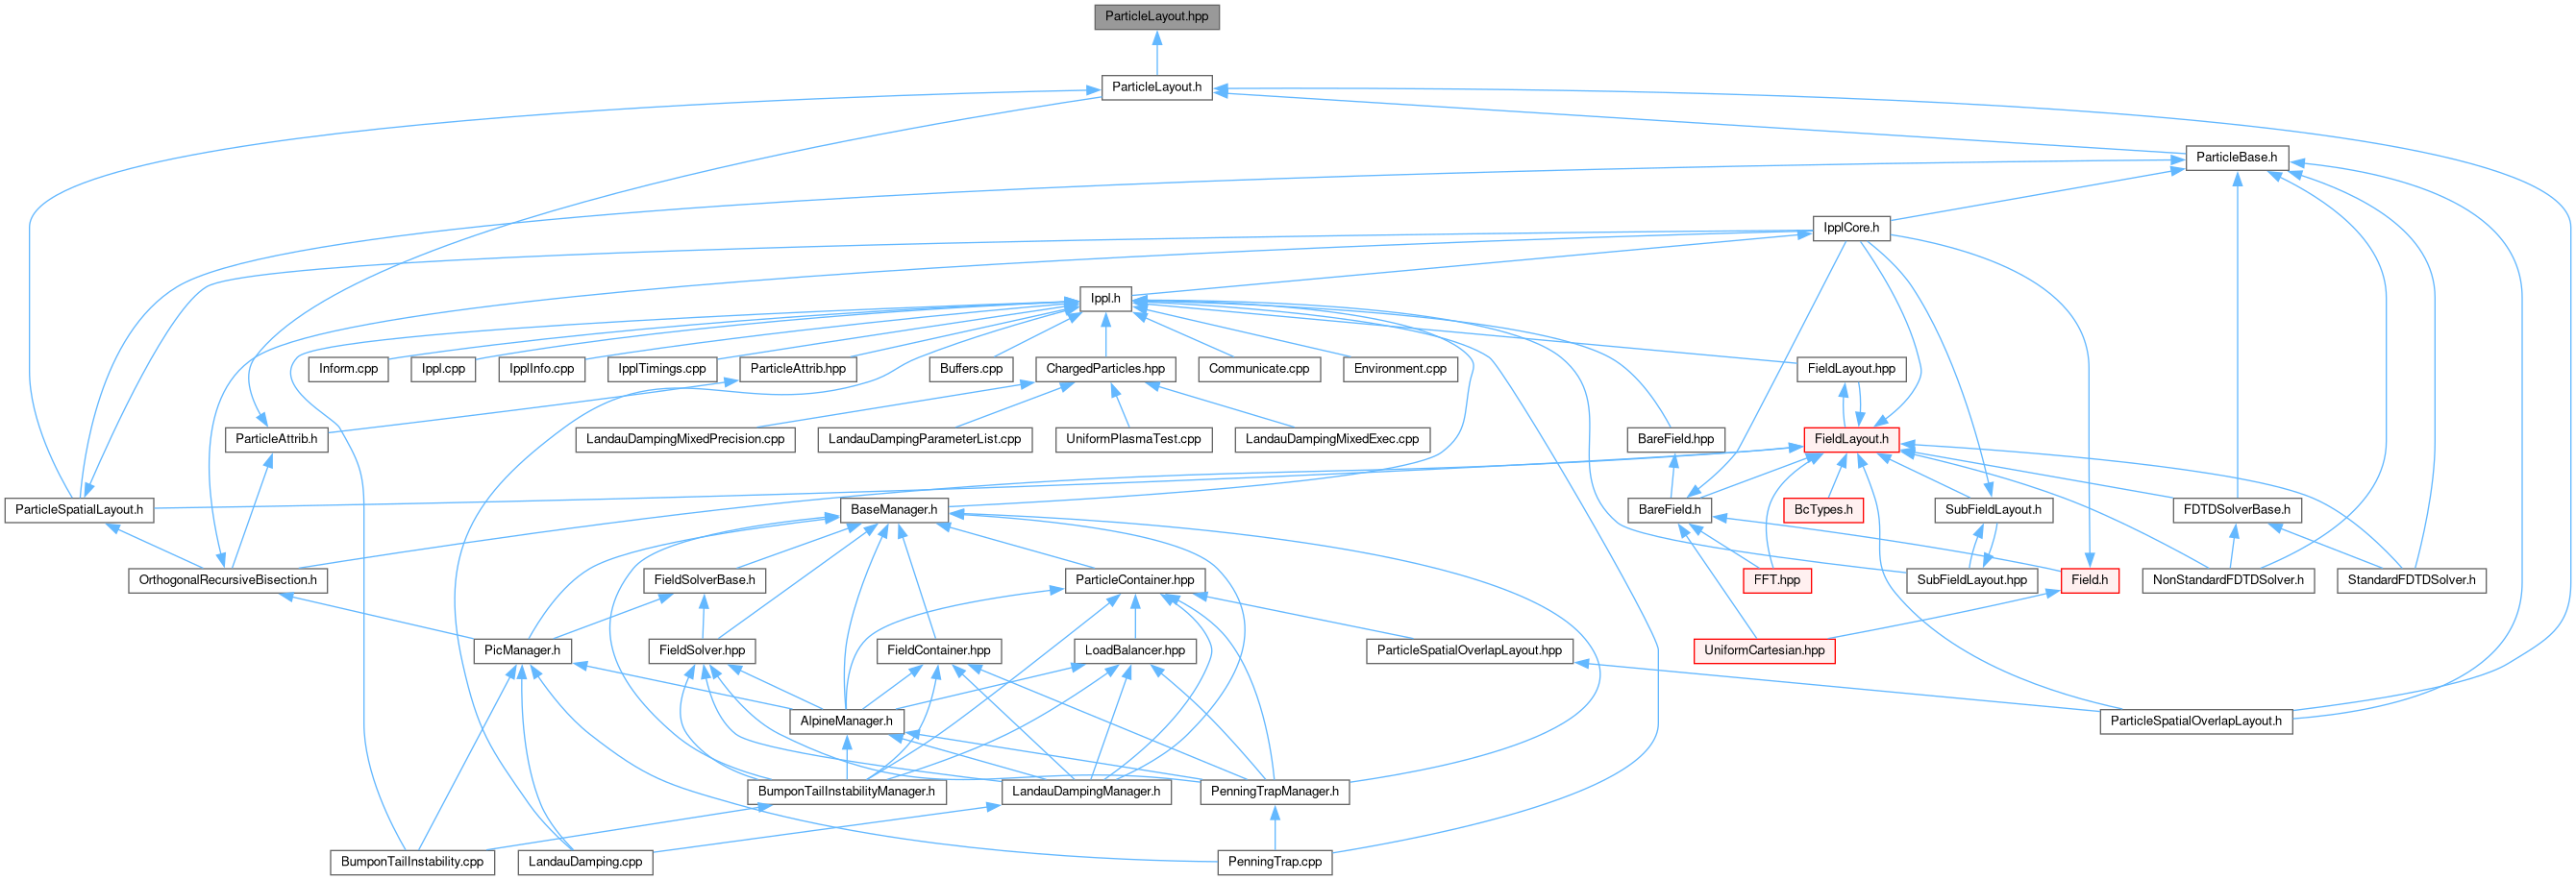 ParticleLayout.hpp
ParticleLayout.h
ParticleBase.h
IpplCore.h
Ippl.h
Inform.cpp
Ippl.cpp
IpplInfo.cpp
IpplTimings.cpp
ParticleAttrib.hpp
Buffers.cpp
ChargedParticles.hpp
Communicate.cpp
Environment.cpp
FieldLayout.hpp
ParticleAttrib.h
LandauDampingMixedPrecision.cpp
LandauDampingParameterList.cpp
UniformPlasmaTest.cpp
LandauDampingMixedExec.cpp
BareField.hpp
FieldLayout.h
ParticleSpatialLayout.h
BaseManager.h
BareField.h
BcTypes.h
SubFieldLayout.h
FDTDSolverBase.h
OrthogonalRecursiveBisection.h
FieldSolverBase.h
ParticleContainer.hpp
FFT.hpp
SubFieldLayout.hpp
Field.h
NonStandardFDTDSolver.h
StandardFDTDSolver.h
PicManager.h
FieldSolver.hpp
FieldContainer.hpp
LoadBalancer.hpp
ParticleSpatialOverlapLayout.hpp
UniformCartesian.hpp
AlpineManager.h
ParticleSpatialOverlapLayout.h
BumponTailInstabilityManager.h
LandauDampingManager.h
PenningTrapManager.h
BumponTailInstability.cpp
LandauDamping.cpp
PenningTrap.cpp